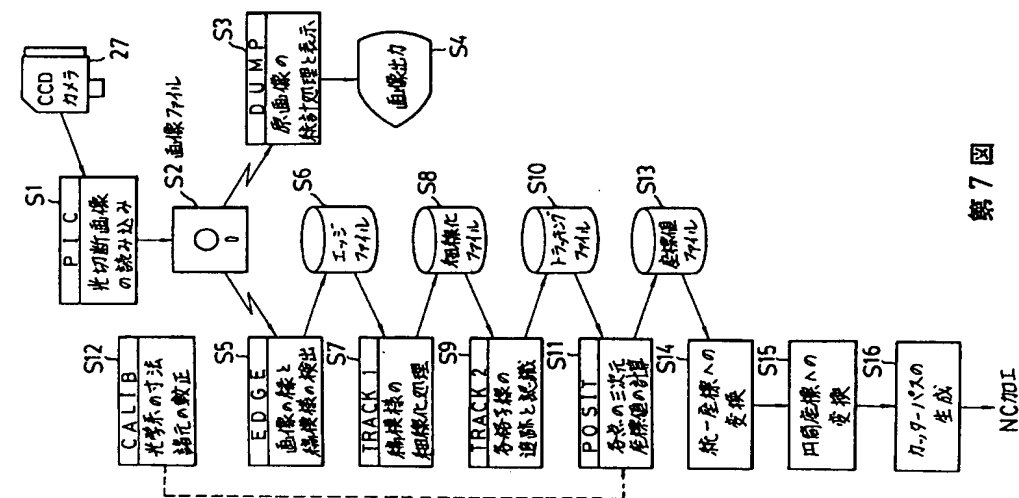 CCD
カメラ
27
S1
PIC
光切断画像
の読み込み
S2 画像ファイル
S3
DUMP
原画像の
統計処理と表示
画像出力
S4
S12
CALIB
光学系の寸法
諸元の較正
S5
EDGE
画像の様と
縞模様の検出
S6
エッジ
ファイル
S7
TRACK 1
縞模様の
細線化処理
S8
細線化
ファイル
S9
TRACK 2
各格子様の
追跡と認識
S10
トラッキング
ファイル
S11
POSIT
各点の三次元
座標値の計算
S13
座標値
ファイル
S14
統一座標への
変換
S15
円筒座標への
変換
S16
カッターパスの
生成
NC加工
第7図